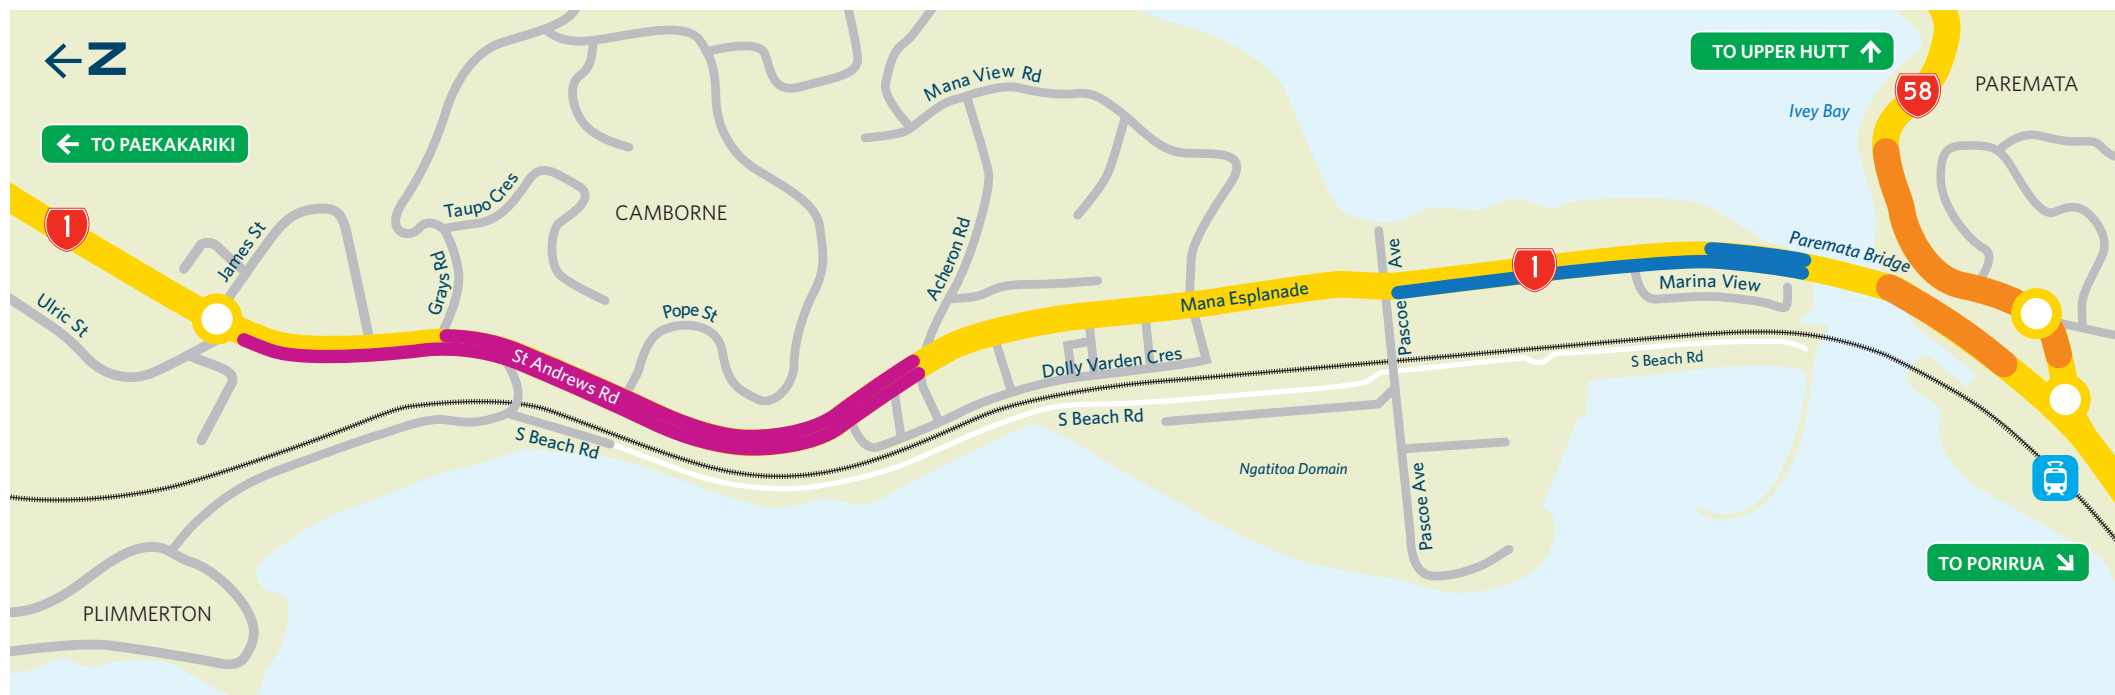 N
TO UPPER HUTT
58
PAREMATA
Ivey Bay
Mana View Rd
TO PAEKAKARIKI
1
James St
Taupo Cres
CAMBORNE
Grays Rd
Acheron Rd
Ulric St
Pope St
Mana Esplanade
Pascoe Ave
1
Paremata Bridge
Marina View
St Andrews Rd
Dolly Varden Cres
S Beach Rd
S Beach Rd
S Beach Rd
Ngatitoa Domain
Pascoe Ave
TO PORIRUA
PLIMMERTON